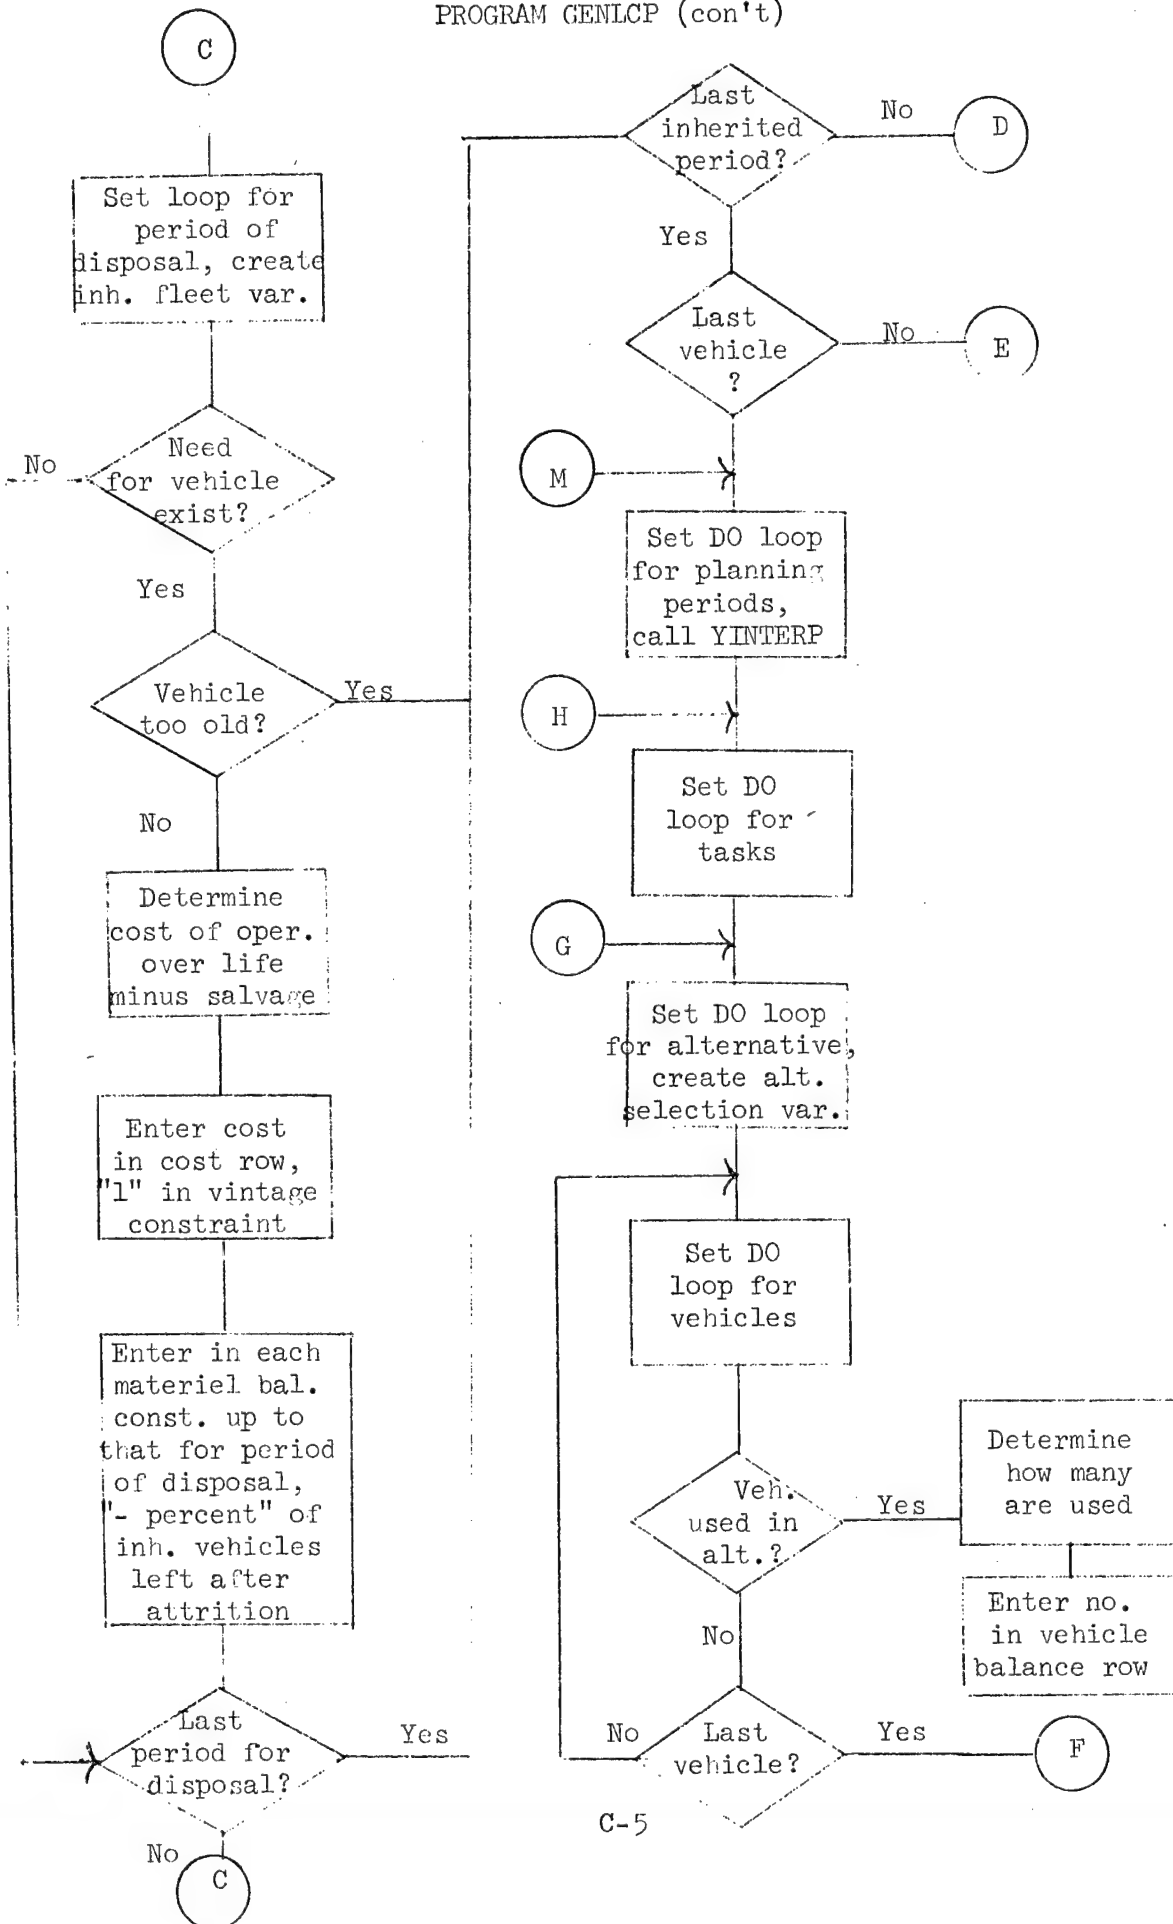 PROGRAM GENLCP (con't)
C
Set loop for
period of
disposal, create
inh. fleet var.
Need
for vehicle
exist?
No
Yes
Vehicle
too old?
Yes
No
Determine
cost of oper.
over life
minus salvage
Enter cost
in cost row,
"1" in vintage
constraint
Enter in each
materiel bal.
const. up to
that for period
of disposal,
"- percent" of
inh. vehicles
left after
attrition
Last
period for
disposal?
Yes
No
C
Last
inherited
period?
No
D
Yes
Last
vehicle
?
No
E
M
Set DO loop
for planning
periods,
call YINTERP
H
Set DO
loop for
tasks
G
Set DO loop
for alternative,
create alt.
selection var.
Set DO
loop for
vehicles
Veh.
used in
alt.?
Yes
Determine
how many
are used
Enter no.
in vehicle
balance row
No
Last
vehicle?
No
Yes
F
C-5